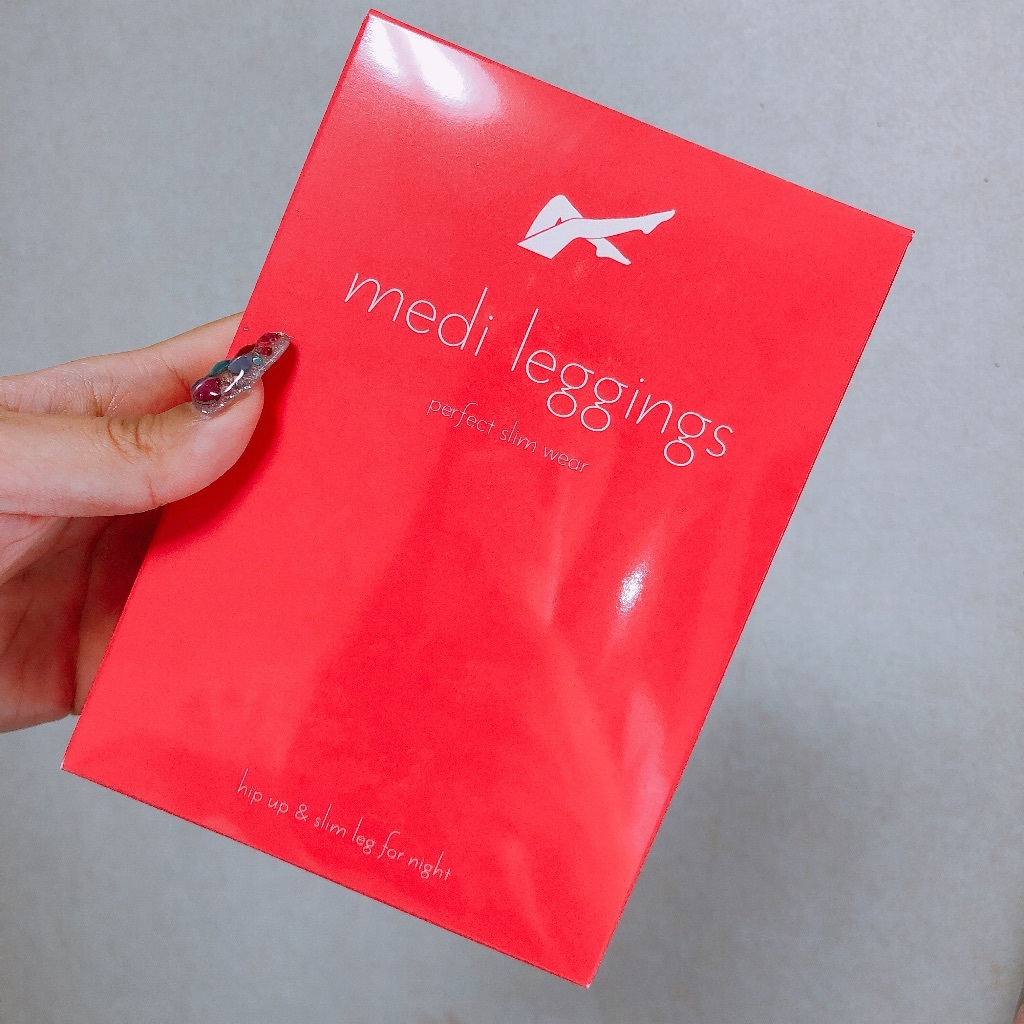 medi leggings
perfect slim wear
hip up & slim leg for night